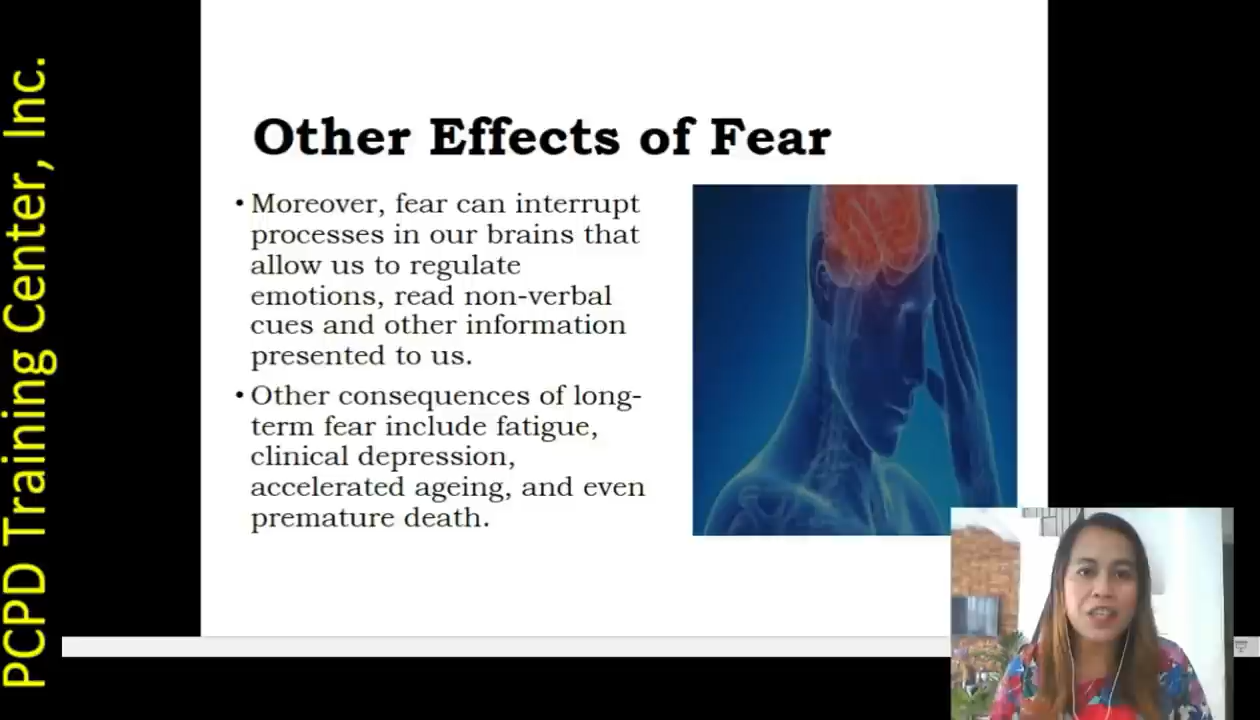 PCPD Training Center, Inc.
Other Effects of Fear
• Moreover, fear can interrupt
processes in our brains that
allow us to regulate
emotions, read non-verbal
cues and other information
presented to us.
• Other consequences of long-
term fear include fatigue,
clinical depression,
accelerated ageing, and even
premature death.